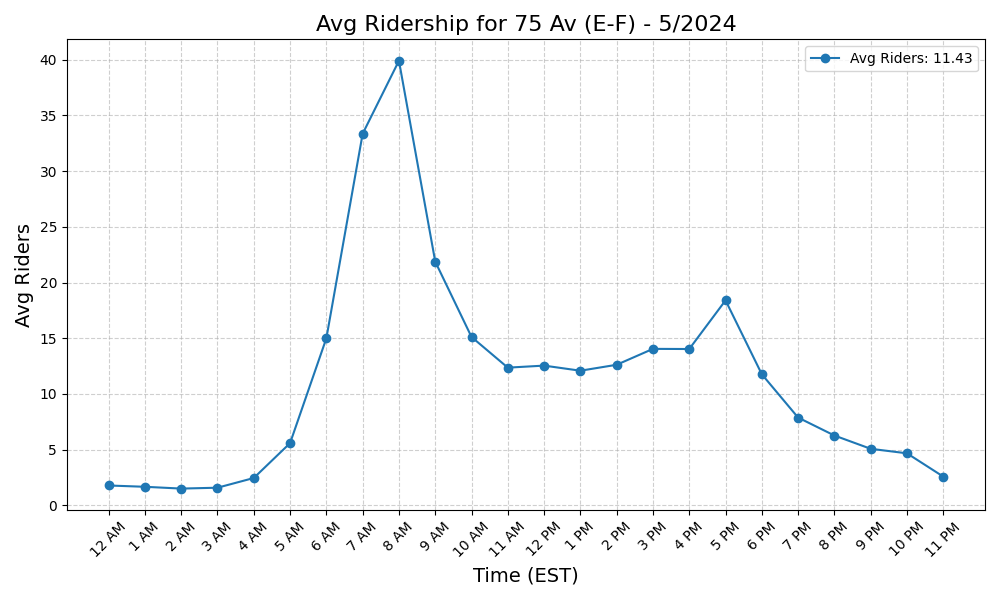 Avg Ridership for 75 Av (E-F) - 5/2024
Avg Riders: 11.43
Avg Riders
40
35
30
25
20
15
10
5
0
12 AM
1 AM
2 AM
3 AM
4 AM
5 AM
6 AM
7 AM
8 AM
9 AM
10 AM
11 AM
12 PM
1 PM
2 PM
3 PM
4 PM
5 PM
6 PM
7 PM
8 PM
9 PM
10 PM
11 PM
Time (EST)